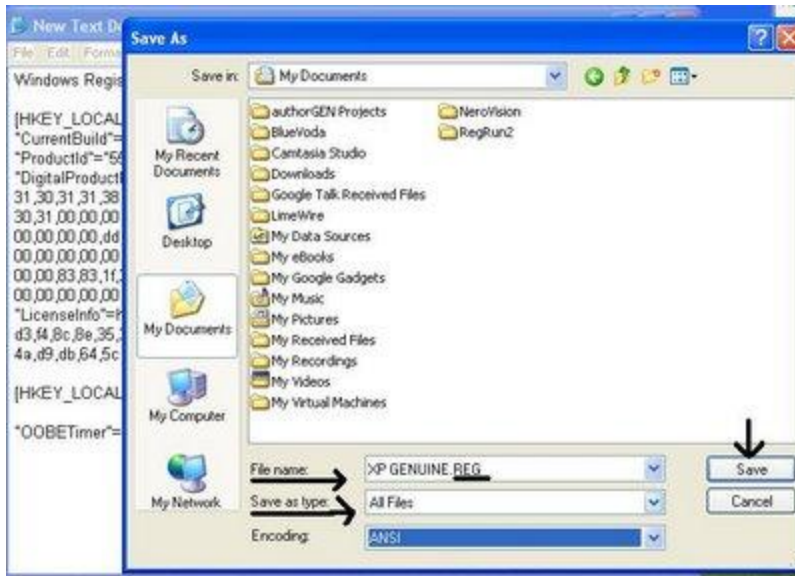 New Text D
Save As
File Edit Forma
Windows Regis
[HKEY_LOCAL
"CurrentBuild"=
"ProductId"="55
"DigitalProductI
31,30,31,31,38
30,31,00,00,00
00,00,00,00,dd
00,00,00,00,00
00,00,83,83,1f,
00,00,00,00,00
"LicenseInfo"=h
d3,f4,8c,8e,35,
4a,d9,db,64,5c
[HKEY_LOCAL
"OOBETimer"=
Save in: My Documents
My Recent Documents
Desktop
My Documents
My Computer
My Network
authorGEN Projects
BlueVoda
Camtasia Studio
Downloads
Google Talk Received Files
LimeWire
My Data Sources
My eBooks
My Google Gadgets
My Music
My Pictures
My Received Files
My Recordings
My Videos
My Virtual Machines
NeroVision
RegRun2
File name: XP GENUINE.REG Save
Save as type: All Files Cancel
Encoding: ANSI